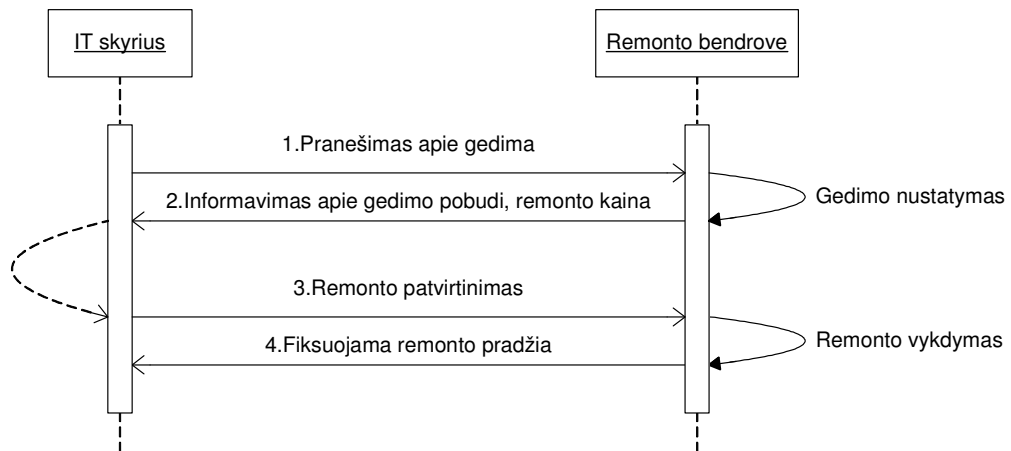 IT skyrius
Remonto bendrove
1.Pranešimas apie gedima
2.Informavimas apie gedimo pobudi, remonto kaina
Gedimo nustatymas
3.Remonto patvirtinimas
4.Fiksuojama remonto pradžia
Remonto vykdymas